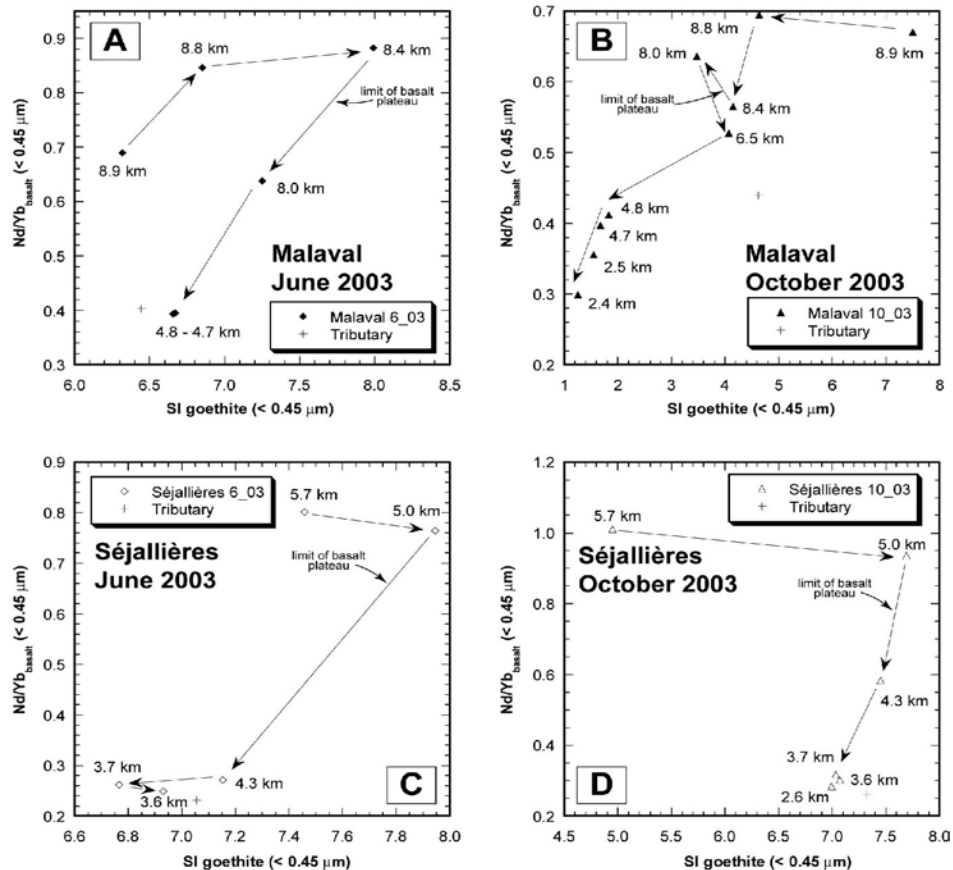 A
0.9
0.8
0.7
0.6
0.5
0.4
0.3
Nd/Yb basalt (< 0.45 µm)
8.8 km
8.4 km
limit of basalt
plateau
8.9 km
8.0 km
4.8 - 4.7 km
Malaval
June 2003
Malaval 6_03
Tributary
6.0 6.5 7.0 7.5 8.0 8.5
SI goethite (< 0.45 µm)
B
0.7
0.6
0.5
0.4
0.3
0.2
Nd/Yb basalt (< 0.45 µm)
8.8 km
8.9 km
8.0 km
limit of basalt
plateau
8.4 km
6.5 km
4.8 km
4.7 km
2.5 km
2.4 km
Malaval
October 2003
Malaval 10_03
Tributary
1 2 3 4 5 6 7 8
SI goethite (< 0.45 µm)
0.9
0.8
0.7
0.6
0.5
0.4
0.3
0.2
Nd/Yb basalt (< 0.45 µm)
Séjallières 6_03
Tributary
5.7 km
5.0 km
Séjallières
June 2003
limit of basalt
plateau
3.7 km
4.3 km
3.6 km
C
6.6 6.8 7.0 7.2 7.4 7.6 7.8 8.0
SI goethite (< 0.45 µm)
1.2
1.0
0.8
0.6
0.4
0.2
Nd/Yb basalt (< 0.45 µm)
Séjallières 10_03
Tributary
5.7 km
5.0 km
Séjallières
October 2003
limit of basalt
plateau
4.3 km
3.7 km
3.6 km
2.6 km
D
4.5 5.0 5.5 6.0 6.5 7.0 7.5 8.0
SI goethite (< 0.45 µm)